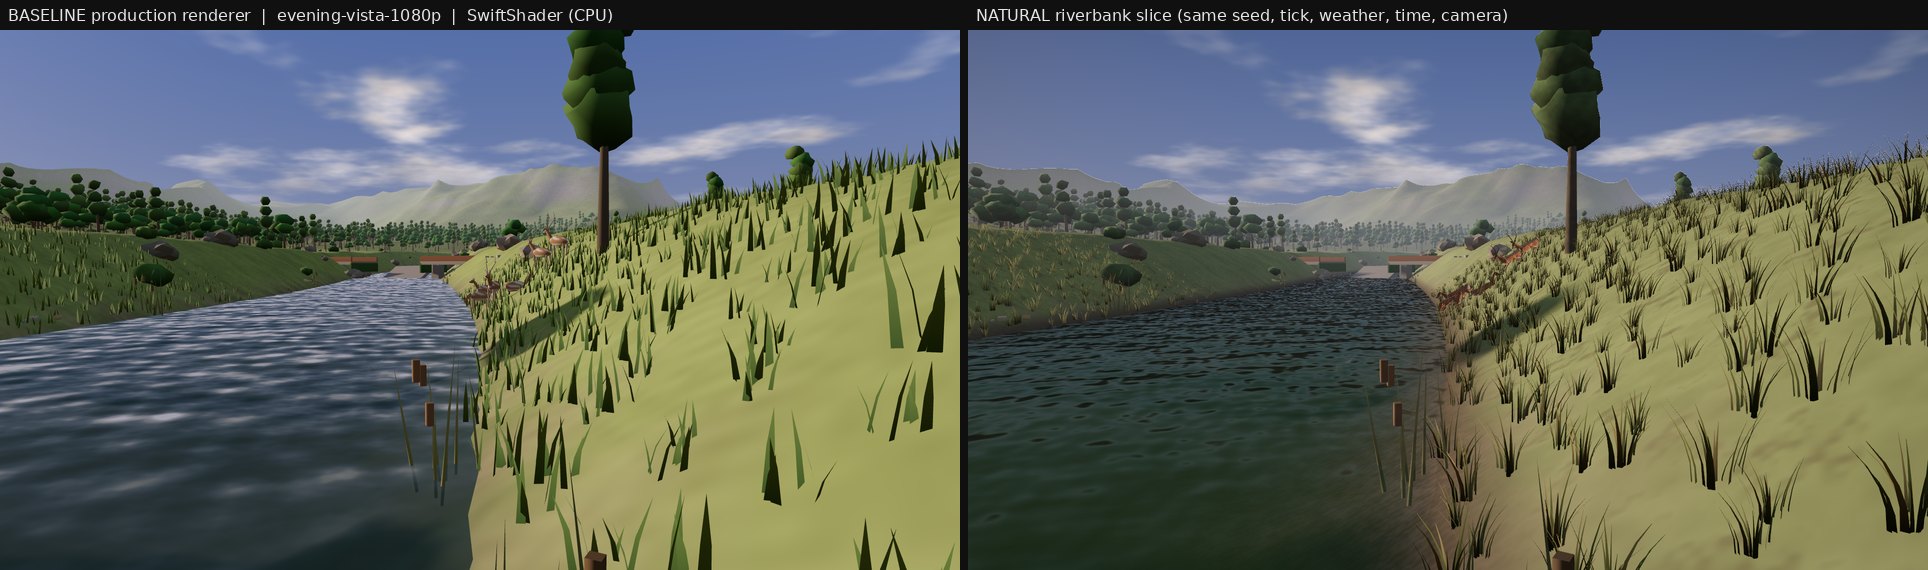 BASELINE production renderer | evening-vista-1080p | SwiftShader (CPU)
NATURAL riverbank slice (same seed, tick, weather, time, camera)